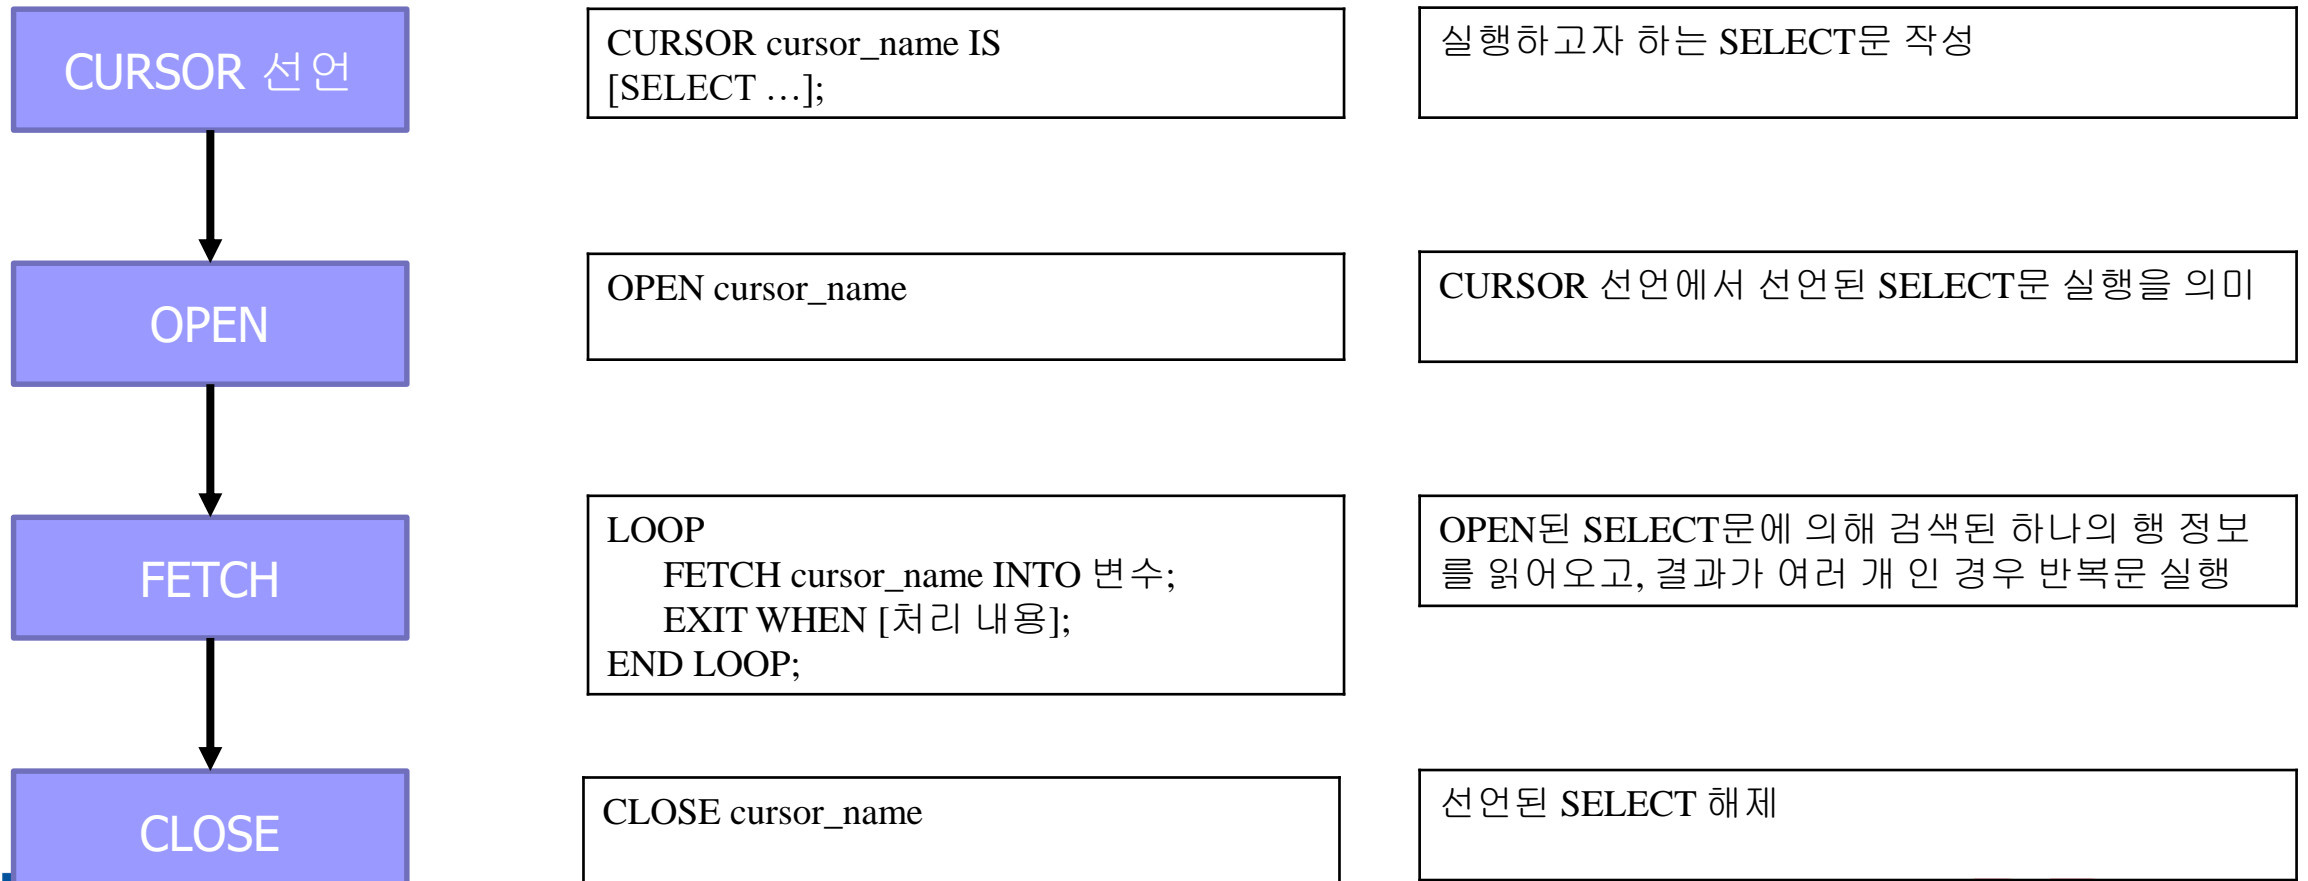 CURSOR 선언
CURSOR cursor_name IS
[SELECT …];
실행하고자 하는 SELECT문 작성
OPEN
OPEN cursor_name
CURSOR 선언에서 선언된 SELECT문 실행을 의미
FETCH
LOOP
FETCH cursor_name INTO 변수;
EXIT WHEN [처리 내용];
END LOOP;
OPEN된 SELECT문에 의해 검색된 하나의 행 정보
를 읽어오고, 결과가 여러 개 인 경우 반복문 실행
CLOSE
CLOSE cursor_name
선언된 SELECT 해제